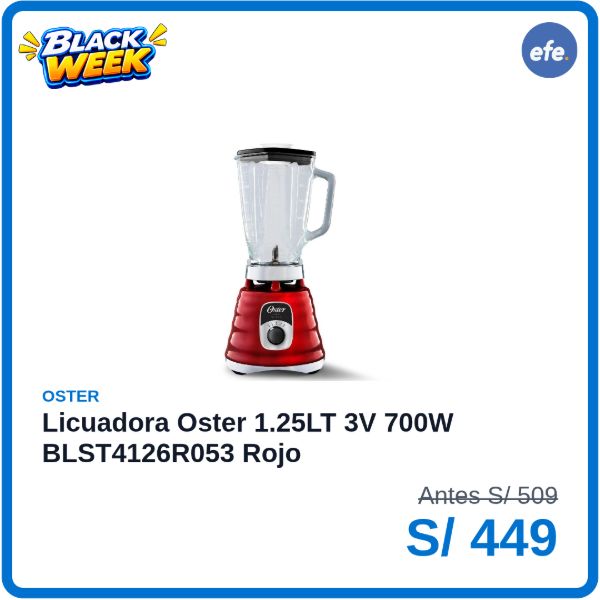 BLACK
WEEK
efe.
Oster
OSTER
Licuadora Oster 1.25LT 3V 700W
BLST4126R053 Rojo
Antes S/ 509
S/ 449